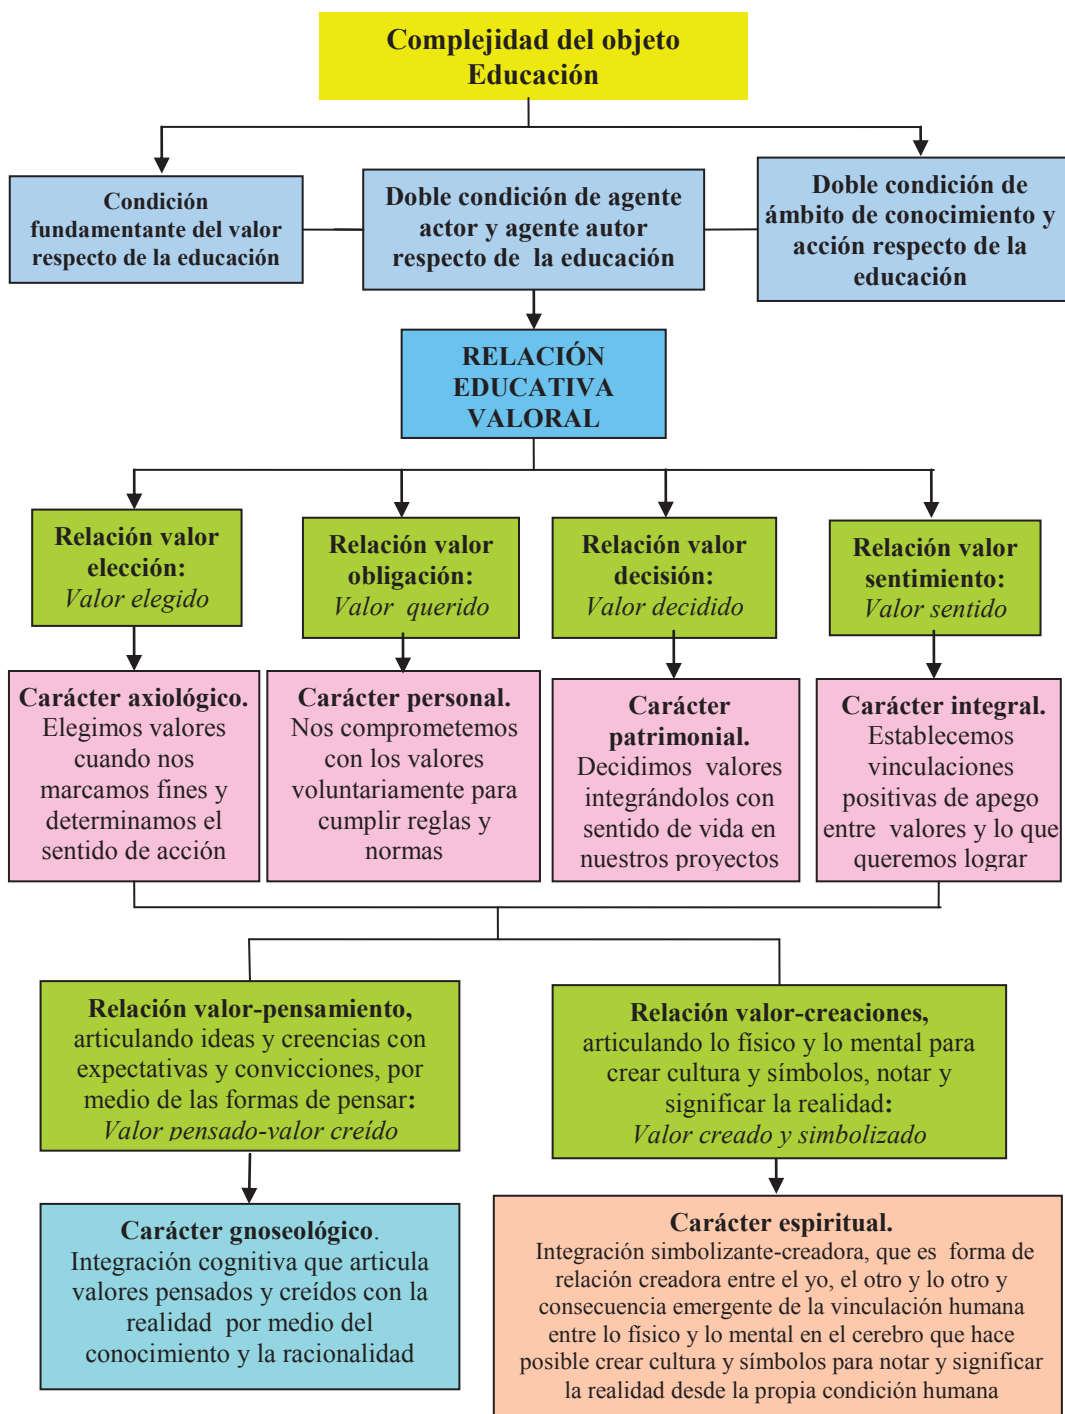 Complejidad del objeto
Educación
Condición
fundamentante del valor
respecto de la educación
Doble condición de agente
actor y agente autor
respecto de la educación
Doble condición de
ámbito de conocimiento y
acción respecto de la
educación
RELACIÓN
EDUCATIVA
VALORAL
Relación valor
elección:
Valor elegido
Relación valor
obligación:
Valor querido
Relación valor
decisión:
Valor decidido
Relación valor
sentimiento:
Valor sentido
Carácter axiológico.
Elegimos valores
cuando nos
marcamos fines y
determinamos el
sentido de acción
Carácter personal.
Nos comprometemos
con los valores
voluntariamente para
cumplir reglas y
normas
Carácter
patrimonial.
Decidimos valores
integrándolos con
sentido de vida en
nuestros proyectos
Carácter integral.
Establecemos
vinculaciones
positivas de apego
entre valores y lo que
queremos lograr
Relación valor-pensamiento,
articulando ideas y creencias con
expectativas y convicciones, por
medio de las formas de pensar:
Valor pensado-valor creído
Relación valor-creaciones,
articulando lo físico y lo mental para
crear cultura y símbolos, notar y
significar la realidad:
Valor creado y simbolizado
Carácter gnoseológico.
Integración cognitiva que articula
valores pensados y creídos con la
realidad por medio del
conocimiento y la racionalidad
Carácter espiritual.
Integración simbolizante-creadora, que es forma de
relación creadora entre el yo, el otro y lo otro y
consecuencia emergente de la vinculación humana
entre lo físico y lo mental en el cerebro que hace
posible crear cultura y símbolos para notar y significar
la realidad desde la propia condición humana